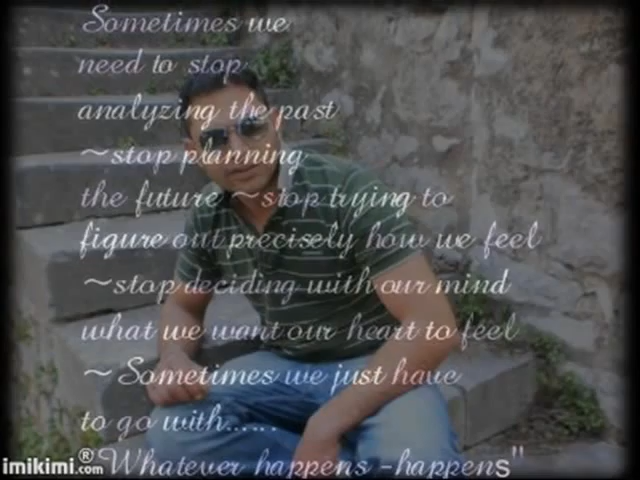 Sometimes we
need to stop
analyzing the past
~stop planning
the future ~stop trying to
figure out precisely how we feel
~stop deciding with our mind
what we want our heart to feel
~Sometimes we just have
to go with......
"Whatever happens -happens"
imikimi®.com